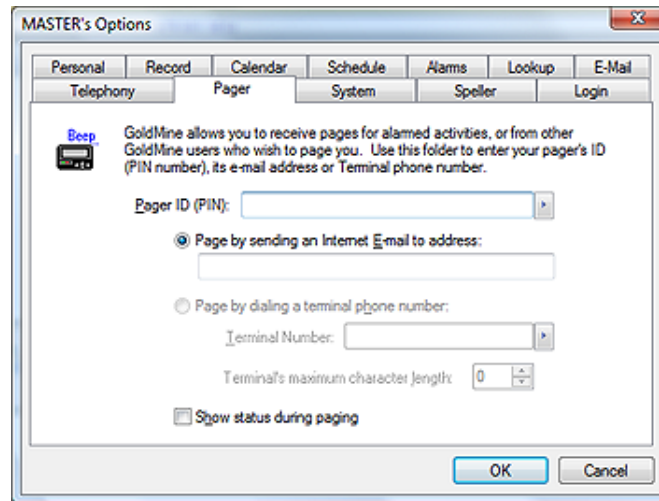 MASTER's Options
Personal Record Calendar Schedule Alarms Lookup E-Mail
Telephony Pager System Speller Login
Beep
GoldMine allows you to receive pages for alarmed activities, or from other
GoldMine users who wish to page you. Use this folder to enter your pager's ID
(PIN number), its e-mail address or Terminal phone number.
Pager ID (PIN):
Page by sending an Internet E-mail to address:
Page by dialing a terminal phone number:
Terminal Number:
Terminal's maximum character length: 0
Show status during paging
OK Cancel